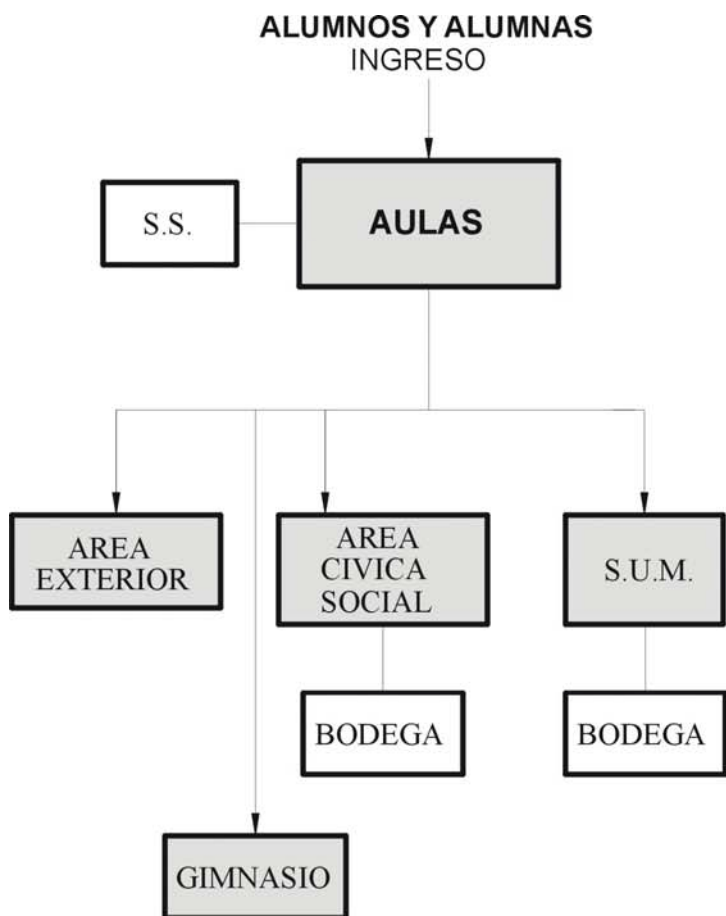 ALUMNOS Y ALUMNAS
INGRESO
S.S.
AULAS
AREA
EXTERIOR
AREA
CIVICA
SOCIAL
S.U.M.
BODEGA
BODEGA
GIMNASIO